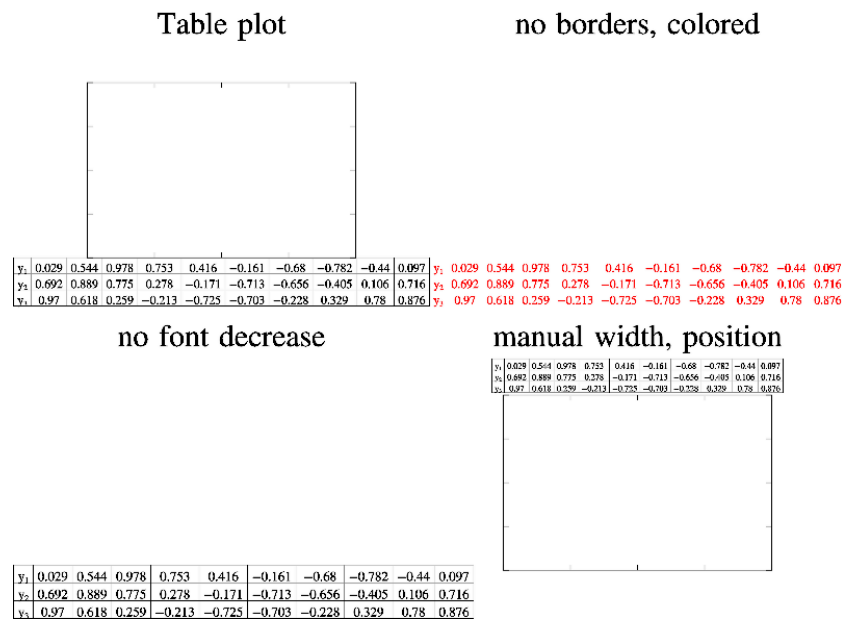 Table plot
no borders, colored
y₁ 0.029 0.544 0.978 0.753 0.416 −0.161 −0.68 −0.782 −0.44 0.097
y₂ 0.692 0.889 0.775 0.278 −0.171 −0.713 −0.656 −0.405 0.106 0.716
y₃ 0.97 0.618 0.259 −0.213 −0.725 −0.703 −0.228 0.329 0.78 0.876
y₁ 0.029 0.544 0.978 0.753 0.416 −0.161 −0.68 −0.782 −0.44 0.097
y₂ 0.692 0.889 0.775 0.278 −0.171 −0.713 −0.656 −0.405 0.106 0.716
y₃ 0.97 0.618 0.259 −0.213 −0.725 −0.703 −0.228 0.329 0.78 0.876
no font decrease
manual width, position
y₁ 0.029 0.544 0.978 0.753 0.416 −0.161 −0.68 −0.782 −0.44 0.097
y₂ 0.692 0.889 0.775 0.278 −0.171 −0.713 −0.656 −0.405 0.106 0.716
y₃ 0.97 0.618 0.259 −0.213 −0.725 −0.703 −0.228 0.329 0.78 0.876
y₁ 0.029 0.544 0.978 0.753 0.416 −0.161 −0.68 −0.782 −0.44 0.097
y₂ 0.692 0.889 0.775 0.278 −0.171 −0.713 −0.656 −0.405 0.106 0.716
y₃ 0.97 0.618 0.259 −0.213 −0.725 −0.703 −0.228 0.329 0.78 0.876